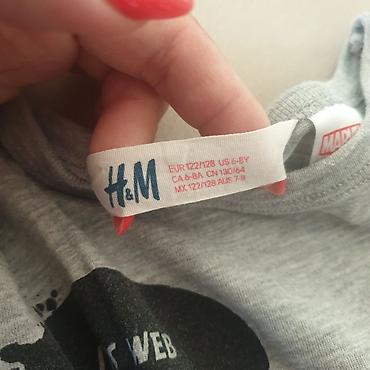 H&M
EUR 122/128 US 6-8Y
CA 6-8A CN 130/64
MX 122/128 AUS 7-8
WEB